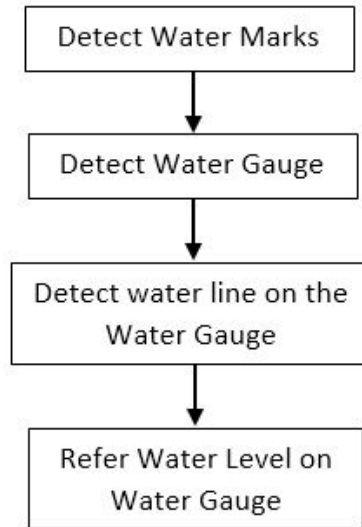 Detect Water Marks
Detect Water Gauge
Detect water line on the
Water Gauge
Refer Water Level on
Water Gauge